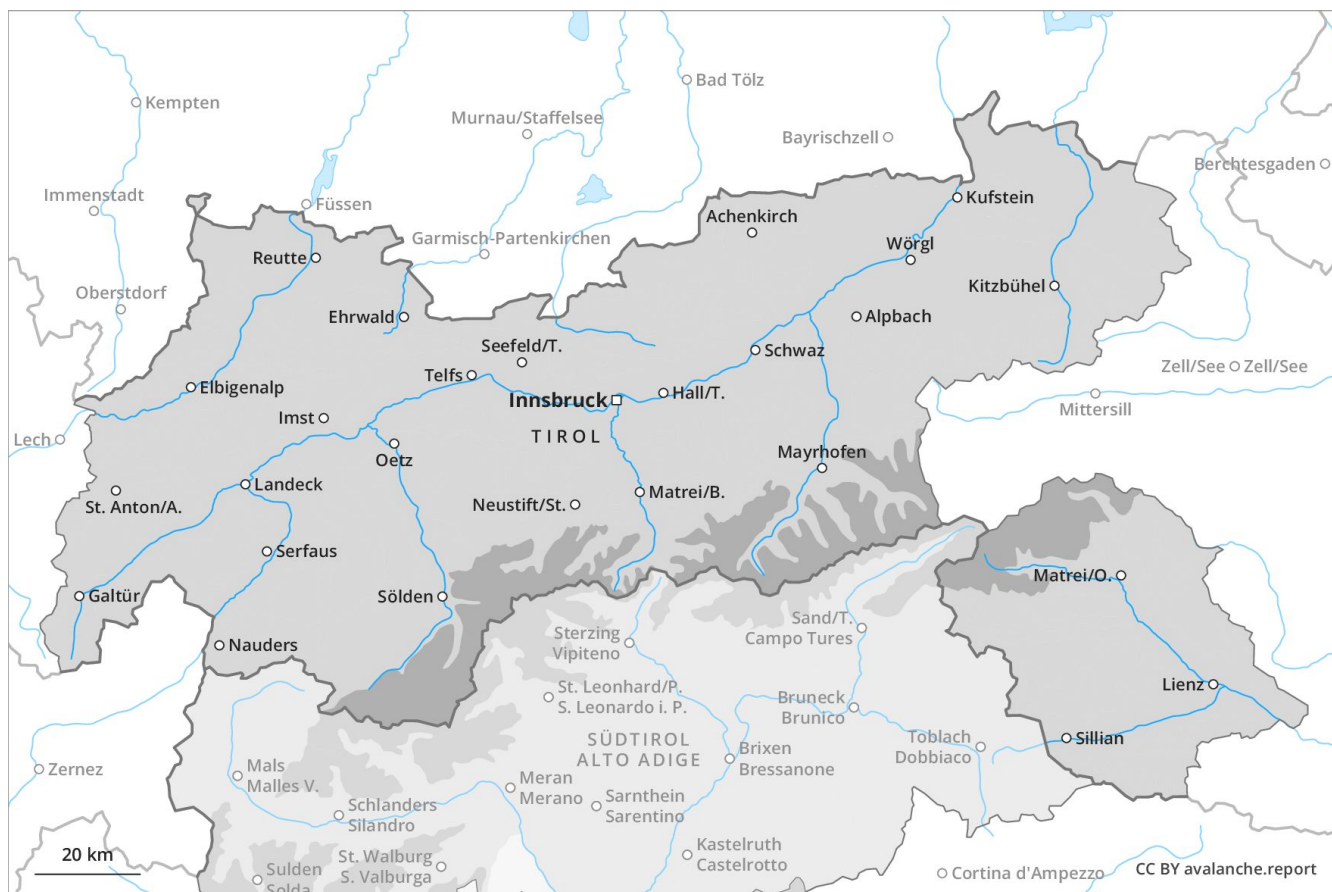 Bad Tölz
Kempten
Murnau/Staffelsee
Bayrischzell
Berchtesgaden
Immenstadt
Füssen
Kufstein
Achenkirch
Garmisch-Partenkirchen
Wörgl
Reutte
Kitzbühel
Oberstdorf
Ehrwald
Alpbach
Seefeld/T.
Schwaz
Zell/See
Zell/See
Telfs
Elbigenalp
Innsbruck
Hall/T.
Mittersill
Imst
Lech
TIROL
Oetz
Mayrhofen
Landeck
Matrei/B.
St. Anton/A.
Neustift/St.
Serfaus
Matrei/O.
Galtür
Sölden
Sand/T.
Campo Tures
Sterzing
Vipiteno
Nauders
Lienz
St. Leonhard/P.
S. Leonardo i. P.
Bruneck
Brunico
SÜDTIROL
ALTO ADIGE
Toblach
Dobbiaco
Sillian
Brixen
Bressanone
Zernez
Mals
Malles V.
Meran
Merano
Sarnthein
Sarentino
Schlanders
Silandro
Kastelruth
Castelrotto
20 km
St. Walburg
S. Valburga
Sulden
Solda
Cortina d'Ampezzo
CC BY avalanche.report